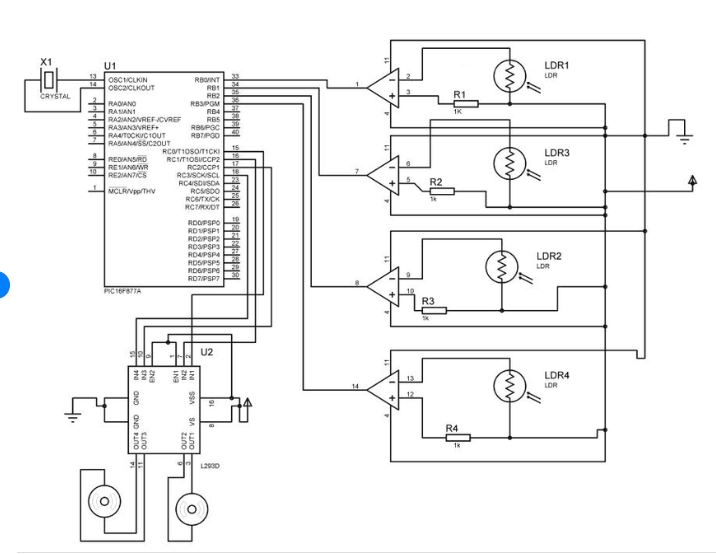 X1
CRYSTAL
U1
13 OSC1/CLKIN
14 OSC2/CLKOUT
2 RA0/AN0
3 RA1/AN1
4 RA2/AN2/VREF-/CVREF
5 RA3/AN3/VREF+
6 RA4/T0CKI/C1OUT
7 RA5/AN4/SS/C2OUT
8 RE0/AN5/RD
9 RE1/AN6/WR
10 RE2/AN7/CS
1 MCLR/Vpp/THV
RB0/INT 33
RB1 34
RB2 35
RB3/PGM 36
RB4 37
RB5 38
RB6/PGC 39
RB7/PGD 40
RC0/T1OSO/T1CKI 15
RC1/T1OSI/CCP2 16
RC2/CCP1 17
RC3/SCK/SCL 18
RC4/SDI/SDA 23
RC5/SDO 24
RC6/TX/CK 25
RC7/RX/DT 26
RD0/PSP0 19
RD1/PSP1 20
RD2/PSP2 21
RD3/PSP3 22
RD4/PSP4 27
RD5/PSP5 28
RD6/PSP6 29
RD7/PSP7 30
PIC16F877A
11
1
2
3
4
R1
1K
LDR1
LDR
11
7
6
5
4
R2
1k
LDR3
LDR
11
8
9
10
4
R3
1k
LDR2
LDR
11
14
13
12
4
R4
1k
LDR4
LDR
U2
15 10 9 1 7 2
IN4 IN3 EN2 EN1 IN2 IN1
GND
GND
VSS 16
VS 8
OUT4 OUT3 OUT2 OUT1
14 11 6 3
L293D